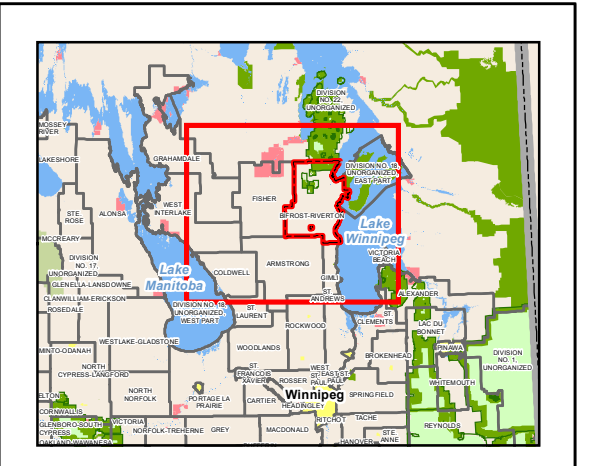 DIVISION
NO. 22,
UNORGANIZED
MOSSEY
RIVER
LAKESHORE
GRAHAMDALE
DIVISION NO. 18,
UNORGANIZED,
EAST PART
STE.
ROSE
ALONSA
WEST
INTERLAKE
FISHER
BIFROST-RIVERTON
Lake
Winnipeg
MCCREARY
DIVISION
NO. 17,
UNORGANIZED
VICTORIA
BEACH
GLENELLA-LANSDOWNE
Lake
Manitoba
COLDWELL
ARMSTRONG
GIMLI
CLANWILLIAM-ERICKSON
ROSEDALE
DIVISION NO. 18,
UNORGANIZED,
WEST PART
ST.
LAURENT
ST.
ANDREWS
ALEXANDER
ST.
CLEMENTS
ROCKWOOD
LAC DU
BONNET
WESTLAKE-GLADSTONE
WOODLANDS
MINTO-ODANAH
BROKENHEAD
PINAWA
DIVISION
NO. 1,
UNORGANIZED
NORTH
CYPRESS-LANGFORD
ST.
FRANCOIS
XAVIER
ROSSER
WEST
ST.
PAUL
EAST ST.
PAUL
WHITEMOUTH
ELTON
NORTH
NORFOLK
PORTAGE LA
PRAIRIE
CARTIER
Winnipeg
HEADINGLEY
SPRINGFIELD
CORNWALLIS
VICTORIA
RITCHOT
TACHE
GLENBORO-SOUTH
CYPRESS
NORFOLK-TREHERNE
GREY
MACDONALD
STE.
ANNE
REYNOLDS
OAKLAND-WAWANESA
HANOVER